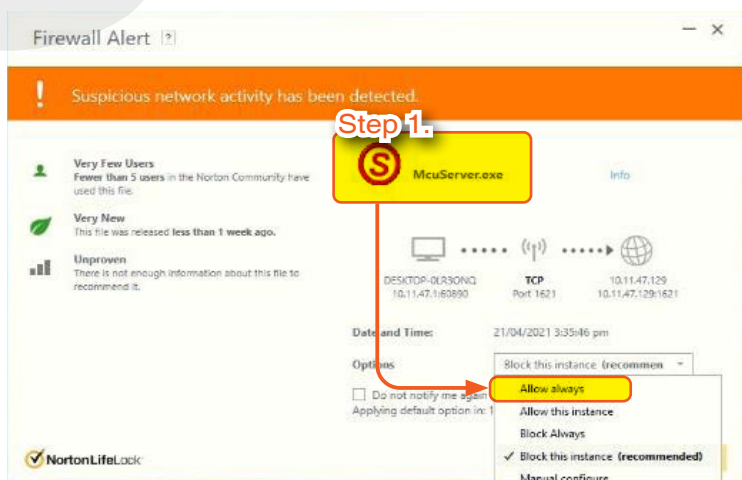 Firewall Alert [?]
! Suspicious network activity has been detected.
Step 1.
S McuServer.exe Info
Very Few Users
Fewer than 5 users in the Norton Community have
used this file.
Very New
This file was released less than 1 week ago.
Unproven
There is not enough information about this file to
recommend it.
DESKTOP-0LR3ONQ TCP 10.11.47.129
10.11.47.1:60890 Port 1621 10.11.47.129:1621
Date and Time: 21/04/2021 3:35:46 pm
Options Block this instance (recommen
Allow always
Do not notify me again
Allow this instance
Applying default option in: 1
Block Always
Block this instance (recommended)
Manual configure
NortonLifeLock